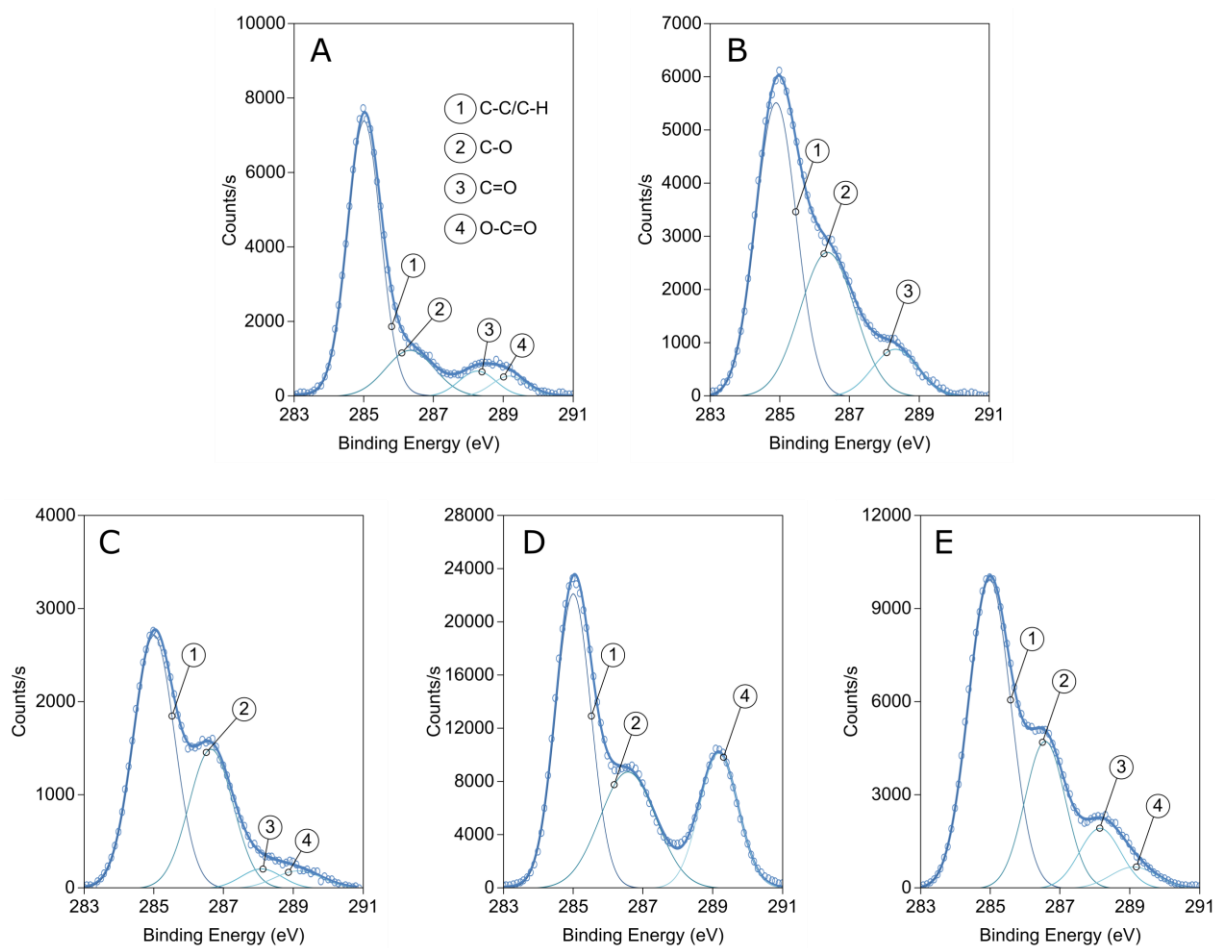 A
10000
8000
6000
4000
2000
0
Counts/s
1 C-C/C-H
2 C-O
3 C=O
4 O-C=O
1
2
3
4
283 285 287 289 291
Binding Energy (eV)
B
7000
6000
5000
4000
3000
2000
1000
0
Counts/s
1
2
3
283 285 287 289 291
Binding Energy (eV)
C
4000
3000
2000
1000
0
Counts/s
1
2
3
4
283 285 287 289 291
Binding Energy (eV)
D
28000
24000
20000
16000
12000
8000
4000
0
Counts/s
1
2
4
283 285 287 289 291
Binding Energy (eV)
E
12000
9000
6000
3000
0
Counts/s
1
2
3
4
283 285 287 289 291
Binding Energy (eV)